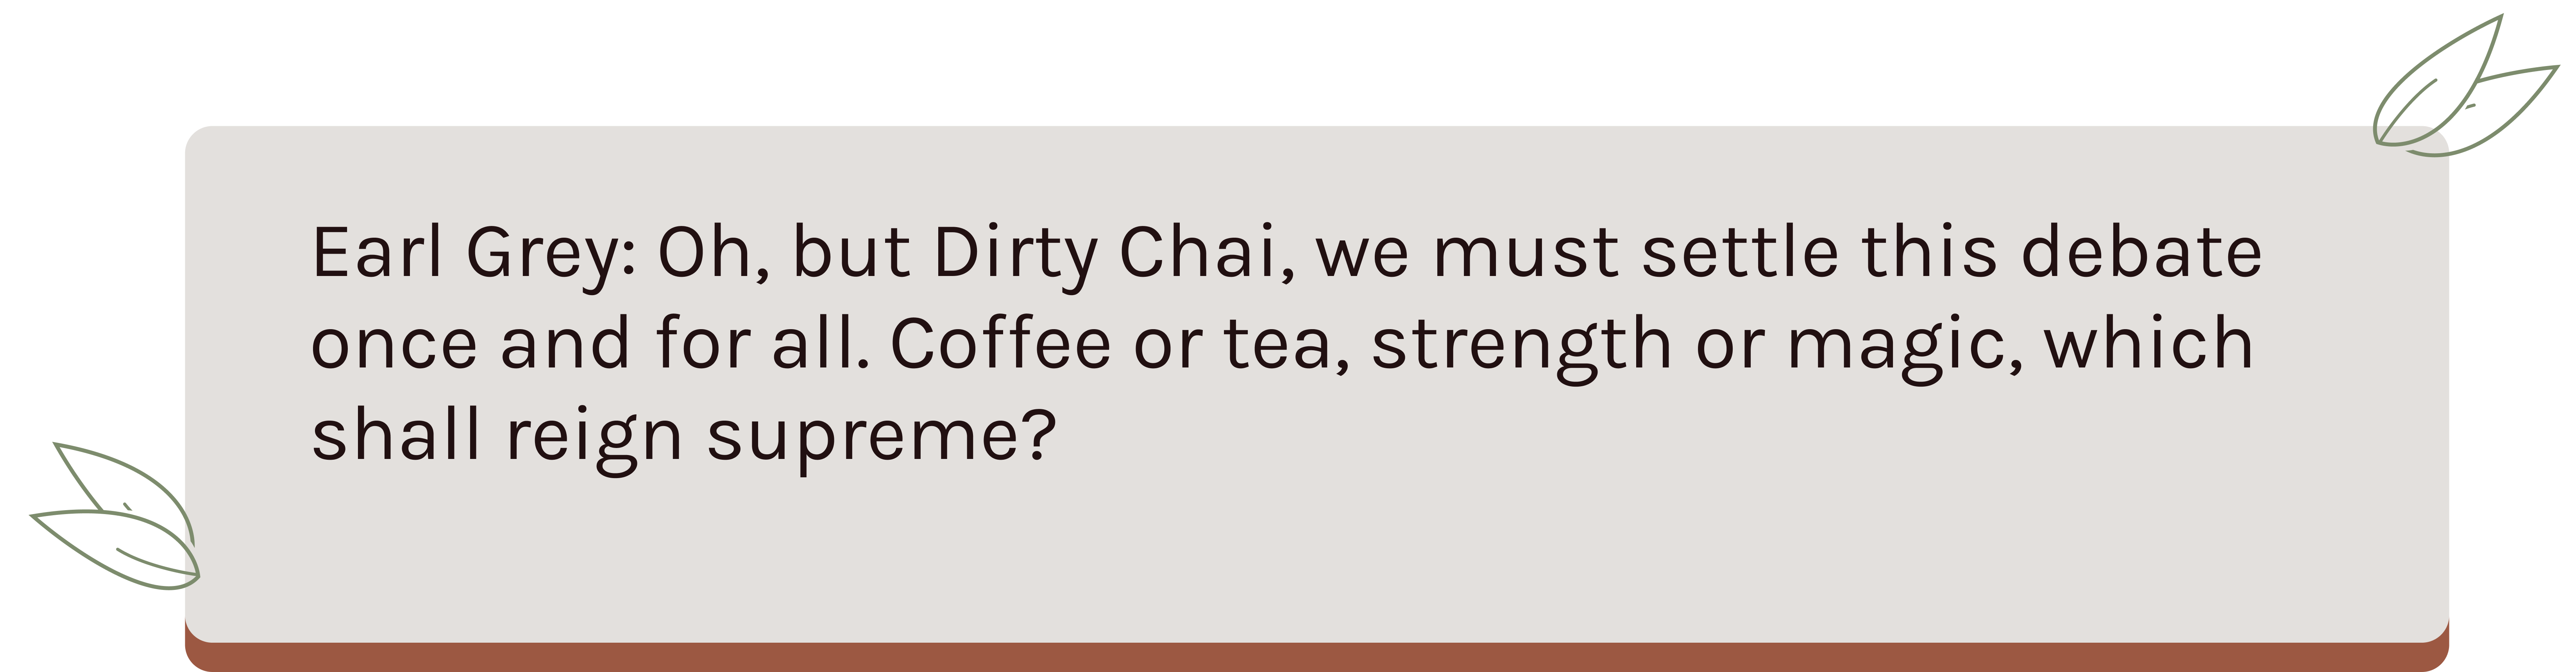 Earl Grey: Oh, but Dirty Chai, we must settle this debate
once and for all. Coffee or tea, strength or magic, which
shall reign supreme?